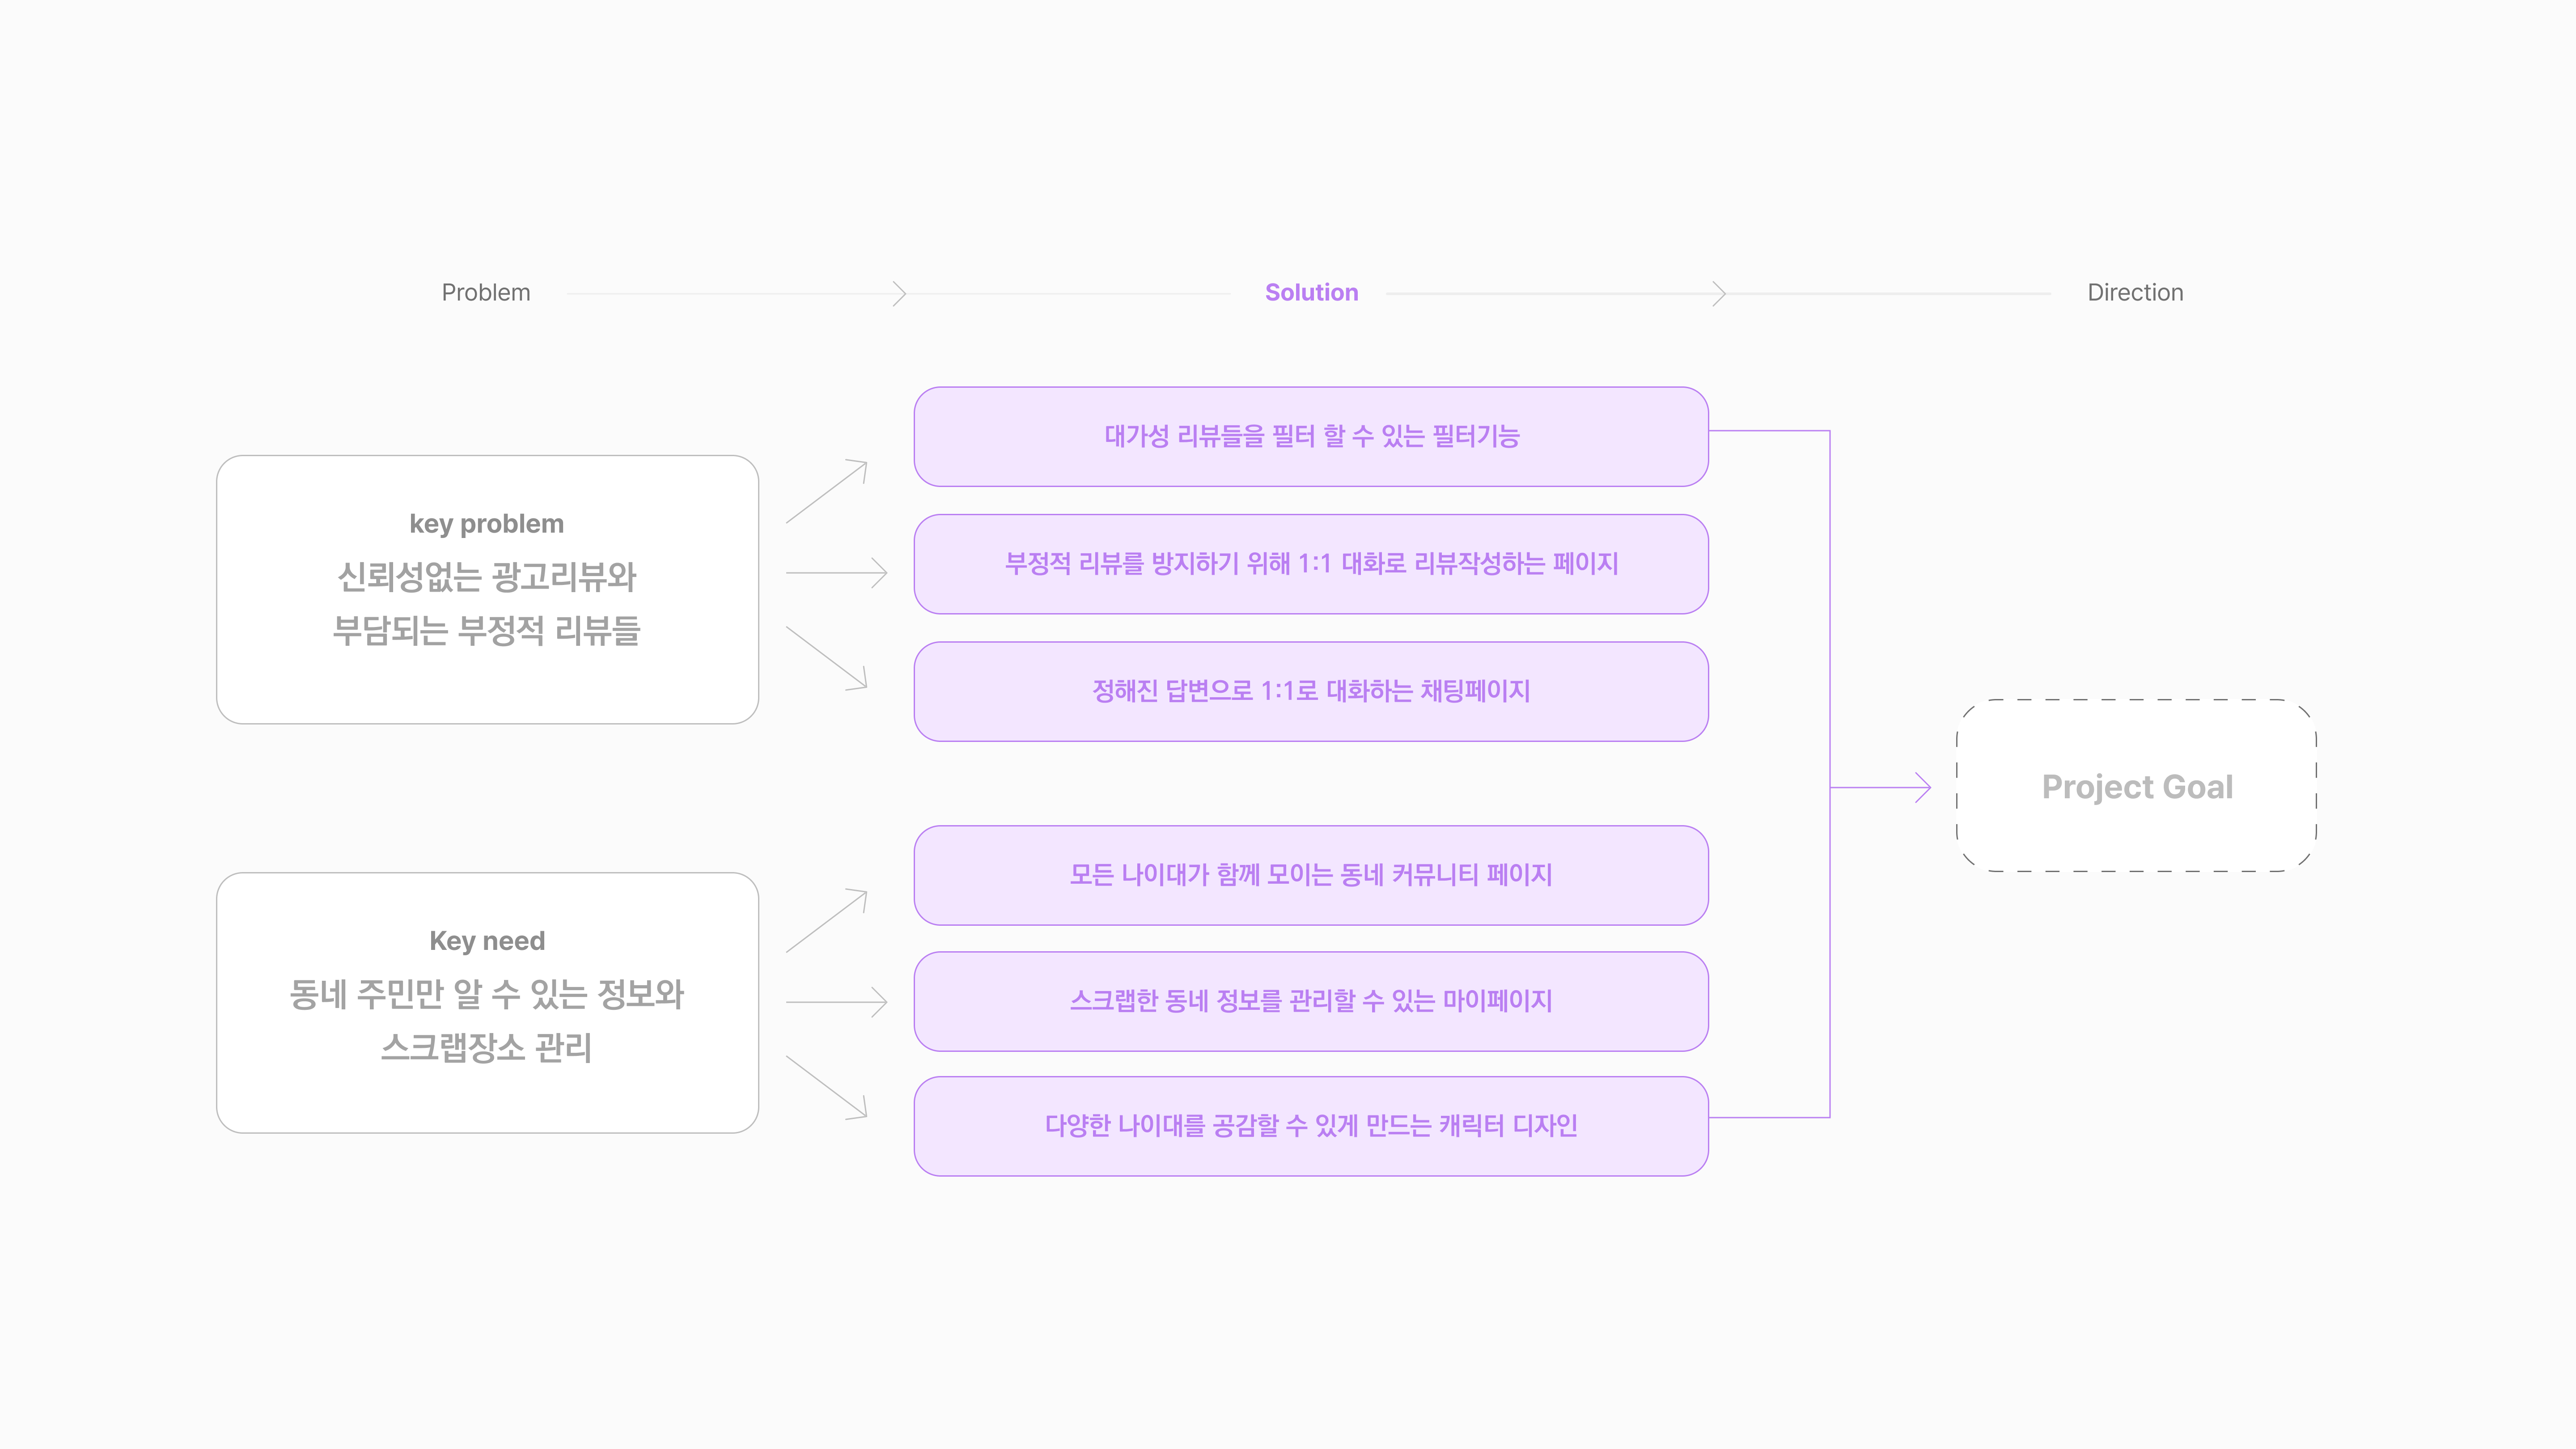 Problem
Solution
Direction
key problem
신뢰성없는 광고리뷰와
부담되는 부정적 리뷰들
대가성 리뷰들을 필터 할 수 있는 필터기능
부정적 리뷰를 방지하기 위해 1:1 대화로 리뷰작성하는 페이지
정해진 답변으로 1:1로 대화하는 채팅페이지
Key need
동네 주민만 알 수 있는 정보와
스크랩장소 관리
모든 나이대가 함께 모이는 동네 커뮤니티 페이지
스크랩한 동네 정보를 관리할 수 있는 마이페이지
다양한 나이대를 공감할 수 있게 만드는 캐릭터 디자인
Project Goal